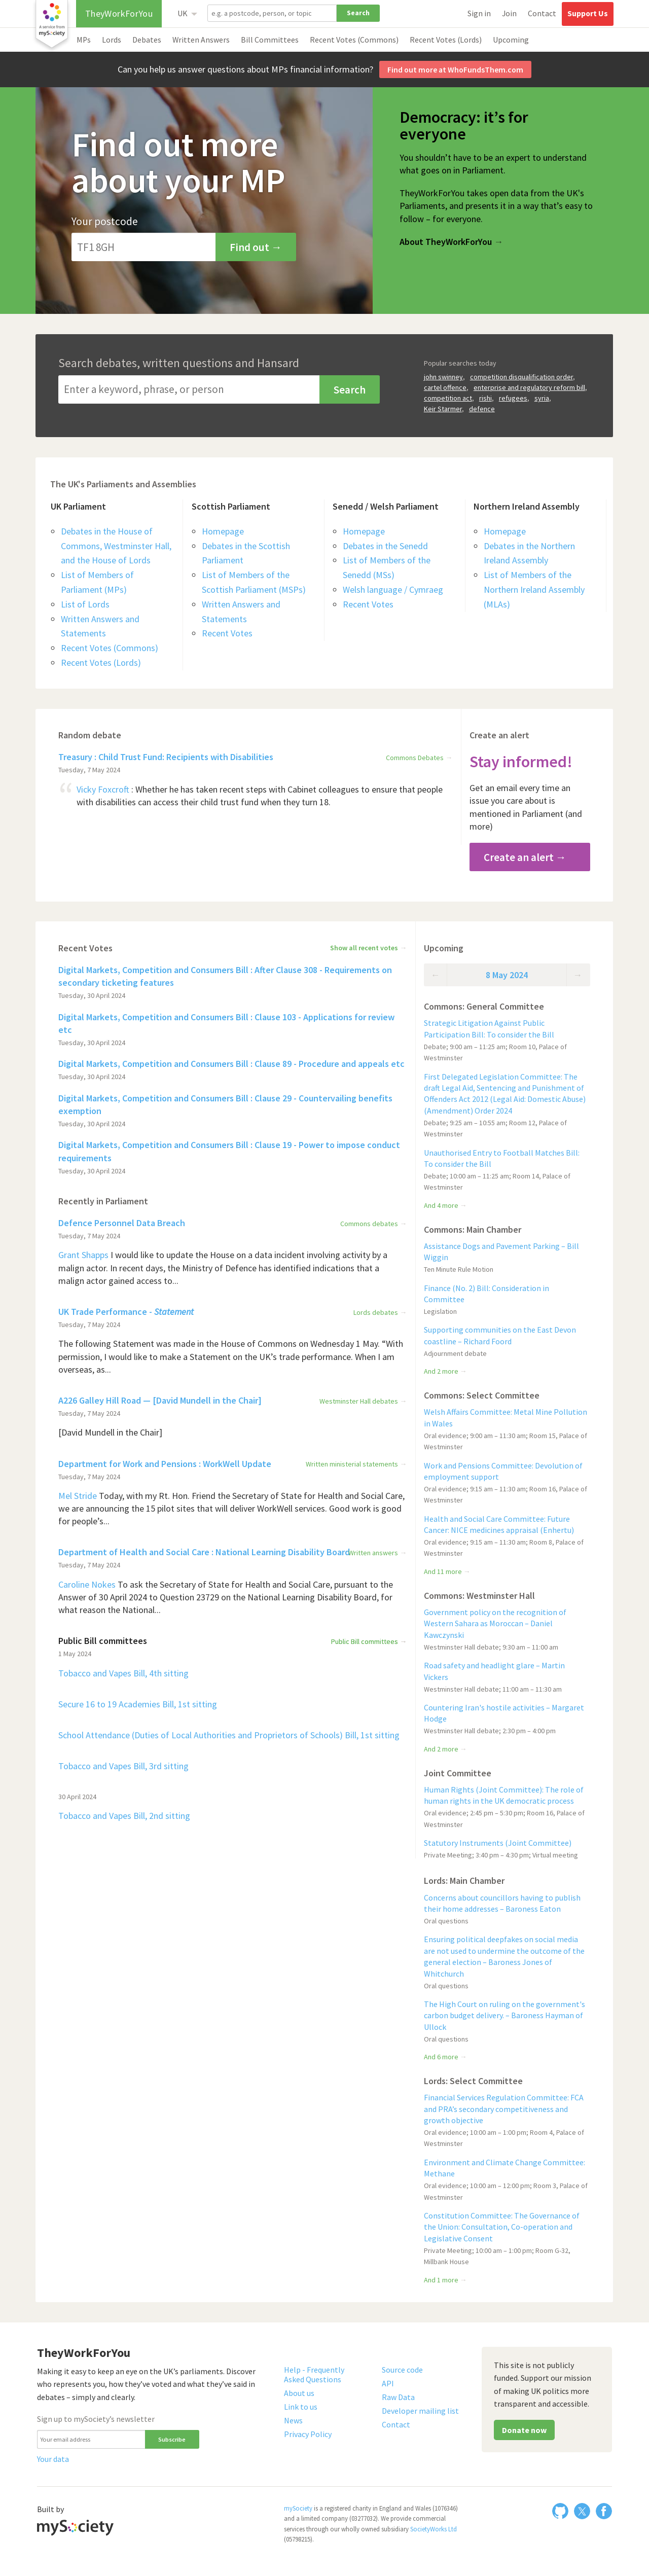 a service from
mySociety
TheyWorkForYou
UK
e.g. a postcode, person, or topic
Search
Sign in
Join
Contact
Support Us
MPs
Lords
Debates
Written Answers
Bill Committees
Recent Votes (Commons)
Recent Votes (Lords)
Upcoming
Can you help us answer questions about MPs financial information?
Find out more at WhoFundsThem.com
Find out more
about your MP
Your postcode
TF1 8GH
Find out →
Democracy: it’s for
everyone
You shouldn’t have to be an expert to understand
what goes on in Parliament.
TheyWorkForYou takes open data from the UK’s
Parliaments, and presents it in a way that’s easy to
follow – for everyone.
About TheyWorkForYou →
Search debates, written questions and Hansard
Enter a keyword, phrase, or person
Search
Popular searches today
john swinney,
competition disqualification order,
cartel offence,
enterprise and regulatory reform bill,
competition act,
rishi,
refugees,
syria,
Keir Starmer,
defence
The UK's Parliaments and Assemblies
UK Parliament
Debates in the House of
Commons, Westminster Hall,
and the House of Lords
List of Members of
Parliament (MPs)
List of Lords
Written Answers and
Statements
Recent Votes (Commons)
Recent Votes (Lords)
Scottish Parliament
Homepage
Debates in the Scottish
Parliament
List of Members of the
Scottish Parliament (MSPs)
Written Answers and
Statements
Recent Votes
Senedd / Welsh Parliament
Homepage
Debates in the Senedd
List of Members of the
Senedd (MSs)
Welsh language / Cymraeg
Recent Votes
Northern Ireland Assembly
Homepage
Debates in the Northern
Ireland Assembly
List of Members of the
Northern Ireland Assembly
(MLAs)
Random debate
Treasury : Child Trust Fund: Recipients with Disabilities
Commons Debates →
Tuesday, 7 May 2024
“ Vicky Foxcroft : Whether he has taken recent steps with Cabinet colleagues to ensure that people
with disabilities can access their child trust fund when they turn 18.
Create an alert
Stay informed!
Get an email every time an
issue you care about is
mentioned in Parliament (and
more)
Create an alert →
Recent Votes
Show all recent votes →
Digital Markets, Competition and Consumers Bill : After Clause 308 - Requirements on
secondary ticketing features
Tuesday, 30 April 2024
Digital Markets, Competition and Consumers Bill : Clause 103 - Applications for review
etc
Tuesday, 30 April 2024
Digital Markets, Competition and Consumers Bill : Clause 89 - Procedure and appeals etc
Tuesday, 30 April 2024
Digital Markets, Competition and Consumers Bill : Clause 29 - Countervailing benefits
exemption
Tuesday, 30 April 2024
Digital Markets, Competition and Consumers Bill : Clause 19 - Power to impose conduct
requirements
Tuesday, 30 April 2024
Recently in Parliament
Defence Personnel Data Breach
Commons debates →
Tuesday, 7 May 2024
Grant Shapps I would like to update the House on a data incident involving activity by a
malign actor. In recent days, the Ministry of Defence has identified indications that a
malign actor gained access to...
UK Trade Performance - Statement
Lords debates →
Tuesday, 7 May 2024
The following Statement was made in the House of Commons on Wednesday 1 May. “With
permission, I would like to make a Statement on the UK’s trade performance. When I am
overseas, as...
A226 Galley Hill Road — [David Mundell in the Chair]
Westminster Hall debates →
Tuesday, 7 May 2024
[David Mundell in the Chair]
Department for Work and Pensions : WorkWell Update
Written ministerial statements →
Tuesday, 7 May 2024
Mel Stride Today, with my Rt. Hon. Friend the Secretary of State for Health and Social Care,
we are announcing the 15 pilot sites that will deliver WorkWell services. Good work is good
for people’s...
Department of Health and Social Care : National Learning Disability Board
Written answers →
Tuesday, 7 May 2024
Caroline Nokes To ask the Secretary of State for Health and Social Care, pursuant to the
Answer of 30 April 2024 to Question 23729 on the National Learning Disability Board, for
what reason the National...
Public Bill committees
Public Bill committees →
1 May 2024
Tobacco and Vapes Bill, 4th sitting
Secure 16 to 19 Academies Bill, 1st sitting
School Attendance (Duties of Local Authorities and Proprietors of Schools) Bill, 1st sitting
Tobacco and Vapes Bill, 3rd sitting
30 April 2024
Tobacco and Vapes Bill, 2nd sitting
Upcoming
← 8 May 2024 →
Commons: General Committee
Strategic Litigation Against Public
Participation Bill: To consider the Bill
Debate; 9:00 am – 11:25 am; Room 10, Palace of
Westminster
First Delegated Legislation Committee: The
draft Legal Aid, Sentencing and Punishment of
Offenders Act 2012 (Legal Aid: Domestic Abuse)
(Amendment) Order 2024
Debate; 9:25 am – 10:55 am; Room 12, Palace of
Westminster
Unauthorised Entry to Football Matches Bill:
To consider the Bill
Debate; 10:00 am – 11:25 am; Room 14, Palace of
Westminster
And 4 more →
Commons: Main Chamber
Assistance Dogs and Pavement Parking – Bill
Wiggin
Ten Minute Rule Motion
Finance (No. 2) Bill: Consideration in
Committee
Legislation
Supporting communities on the East Devon
coastline – Richard Foord
Adjournment debate
And 2 more →
Commons: Select Committee
Welsh Affairs Committee: Metal Mine Pollution
in Wales
Oral evidence; 9:00 am – 11:30 am; Room 15, Palace of
Westminster
Work and Pensions Committee: Devolution of
employment support
Oral evidence; 9:15 am – 11:30 am; Room 16, Palace of
Westminster
Health and Social Care Committee: Future
Cancer: NICE medicines appraisal (Enhertu)
Oral evidence; 9:15 am – 11:30 am; Room 8, Palace of
Westminster
And 11 more →
Commons: Westminster Hall
Government policy on the recognition of
Western Sahara as Moroccan – Daniel
Kawczynski
Westminster Hall debate; 9:30 am – 11:00 am
Road safety and headlight glare – Martin
Vickers
Westminster Hall debate; 11:00 am – 11:30 am
Countering Iran's hostile activities – Margaret
Hodge
Westminster Hall debate; 2:30 pm – 4:00 pm
And 2 more →
Joint Committee
Human Rights (Joint Committee): The role of
human rights in the UK democratic process
Oral evidence; 2:45 pm – 5:30 pm; Room 16, Palace of
Westminster
Statutory Instruments (Joint Committee)
Private Meeting; 3:40 pm – 4:30 pm; Virtual meeting
Lords: Main Chamber
Concerns about councillors having to publish
their home addresses – Baroness Eaton
Oral questions
Ensuring political deepfakes on social media
are not used to undermine the outcome of the
general election – Baroness Jones of
Whitchurch
Oral questions
The High Court on ruling on the government's
carbon budget delivery. – Baroness Hayman of
Ullock
Oral questions
And 6 more →
Lords: Select Committee
Financial Services Regulation Committee: FCA
and PRA’s secondary competitiveness and
growth objective
Oral evidence; 10:00 am – 1:00 pm; Room 4, Palace of
Westminster
Environment and Climate Change Committee:
Methane
Oral evidence; 10:00 am – 12:00 pm; Room 3, Palace of
Westminster
Constitution Committee: The Governance of
the Union: Consultation, Co-operation and
Legislative Consent
Private Meeting; 10:00 am – 1:00 pm; Room G-32,
Millbank House
And 1 more →
TheyWorkForYou
Making it easy to keep an eye on the UK’s parliaments. Discover
who represents you, how they’ve voted and what they’ve said in
debates – simply and clearly.
Sign up to mySociety’s newsletter
Your email address
Subscribe
Your data
Help - Frequently
Asked Questions
About us
Link to us
News
Privacy Policy
Source code
API
Raw Data
Developer mailing list
Contact
This site is not publicly
funded. Support our mission
of making UK politics more
transparent and accessible.
Donate now
Built by
mySociety
mySociety is a registered charity in England and Wales (1076346)
and a limited company (03277032). We provide commercial
services through our wholly owned subsidiary SocietyWorks Ltd
(05798215).